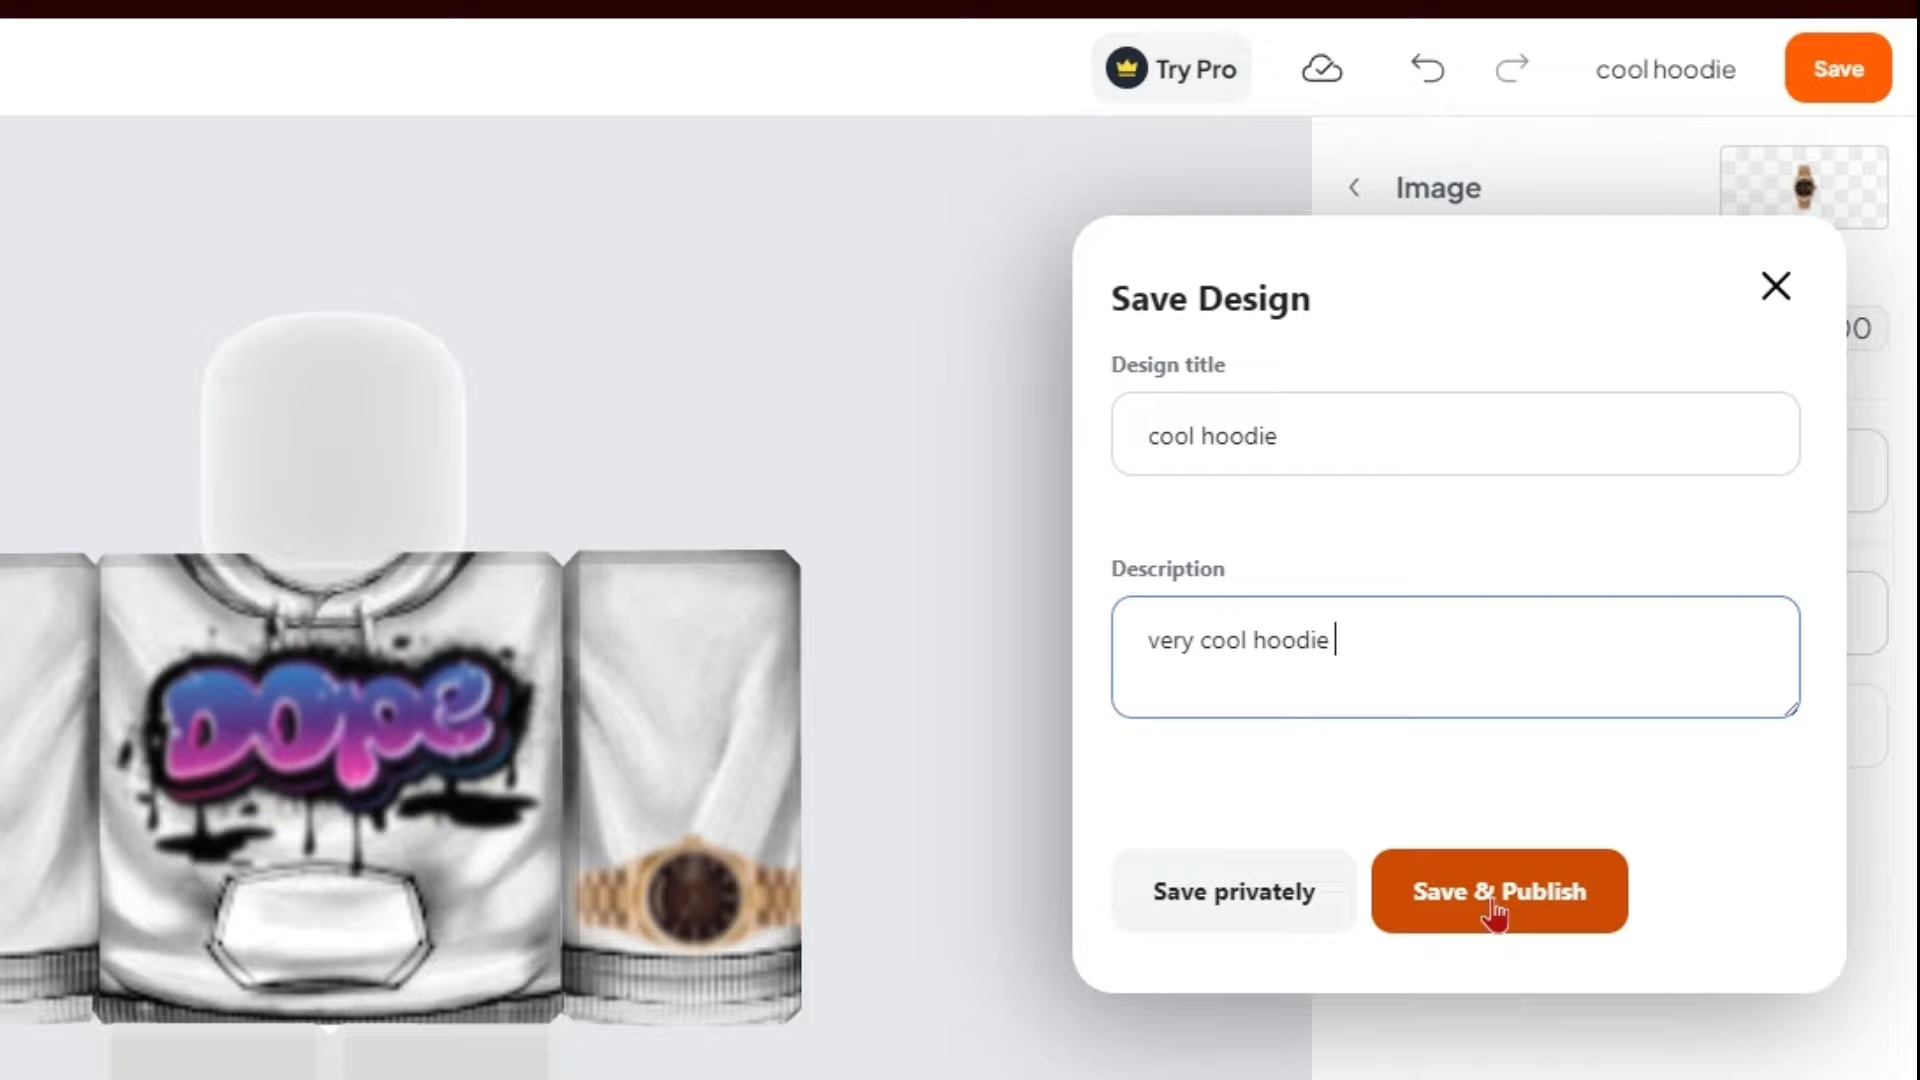 Try Pro
cool hoodie
Save
Image
Save Design
Design title
cool hoodie
Description
very cool hoodie
Save privately
Save & Publish
DOPE